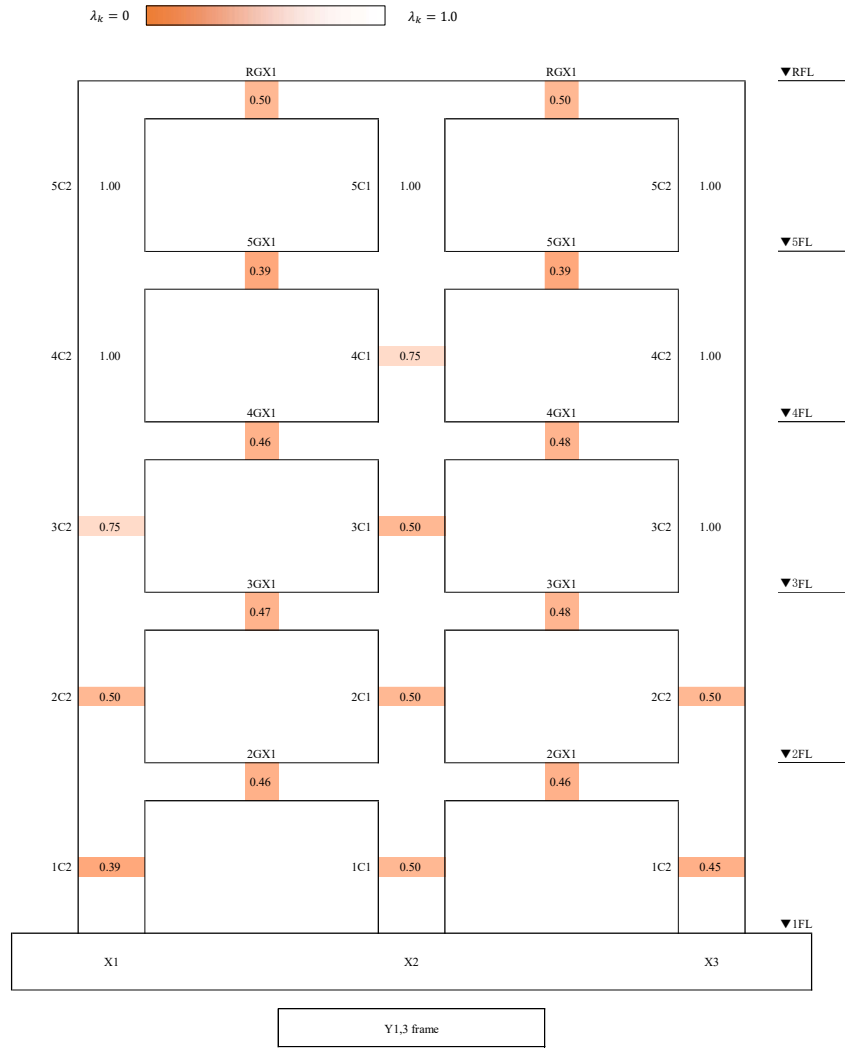 λ_k = 0 λ_k = 1.0
RGX1 RGX1 ▼RFL
0.50 0.50
5C2 1.00 5C1 1.00 5C2 1.00
5GX1 5GX1 ▼5FL
0.39 0.39
4C2 1.00 4C1 0.75 4C2 1.00
4GX1 4GX1 ▼4FL
0.46 0.48
3C2 0.75 3C1 0.50 3C2 1.00
3GX1 3GX1 ▼3FL
0.47 0.48
2C2 0.50 2C1 0.50 2C2 0.50
2GX1 2GX1 ▼2FL
0.46 0.46
1C2 0.39 1C1 0.50 1C2 0.45
▼1FL
X1 X2 X3
Y1,3 frame